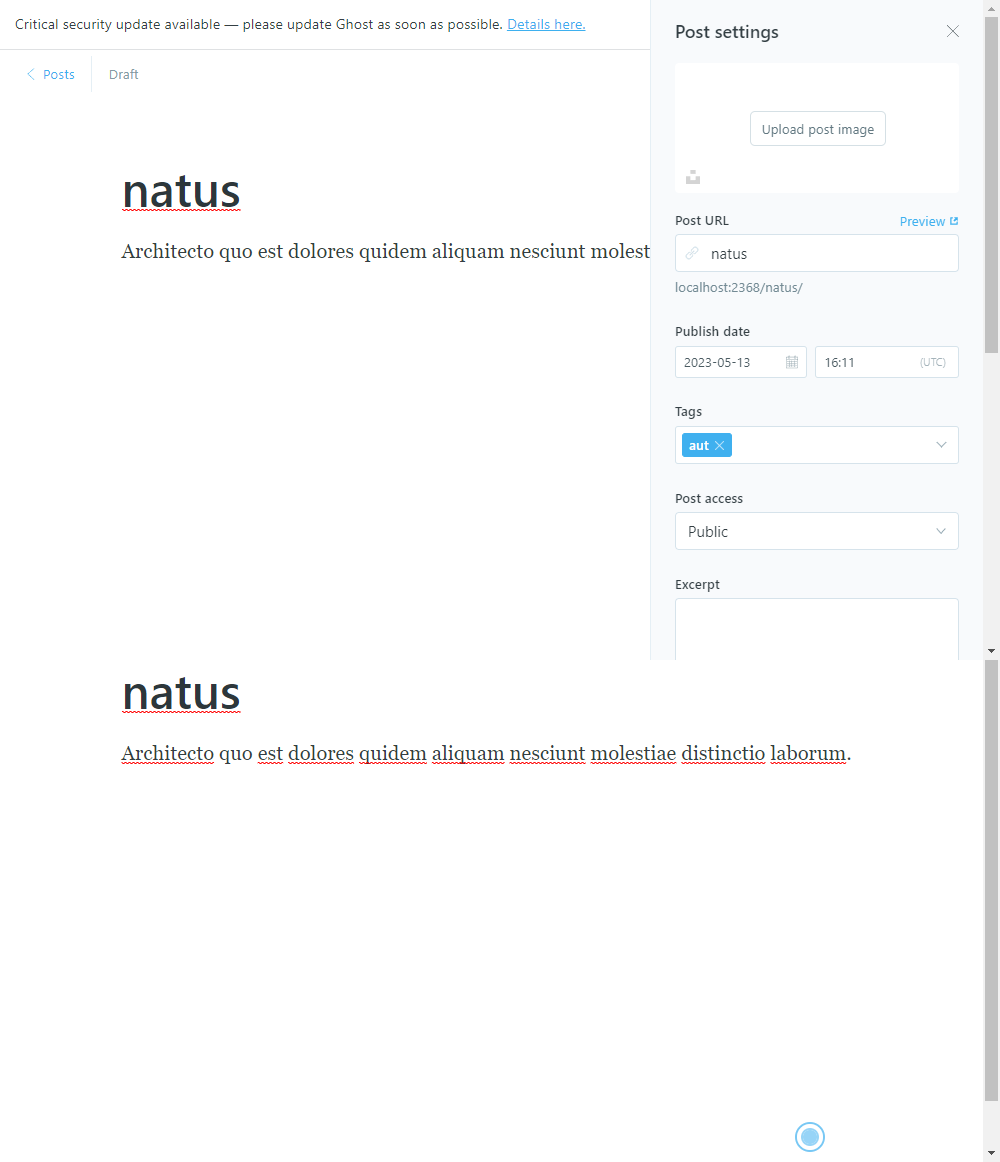 Critical security update available — please update Ghost as soon as possible. Details here.
Posts
Draft
natus
Architecto quo est dolores quidem aliquam nesciunt molest
Post settings
Upload post image
Post URL
Preview
natus
localhost:2368/natus/
Publish date
2023-05-13
16:11
(UTC)
Tags
aut
Post access
Public
Excerpt
natus
Architecto quo est dolores quidem aliquam nesciunt molestiae distinctio laborum.